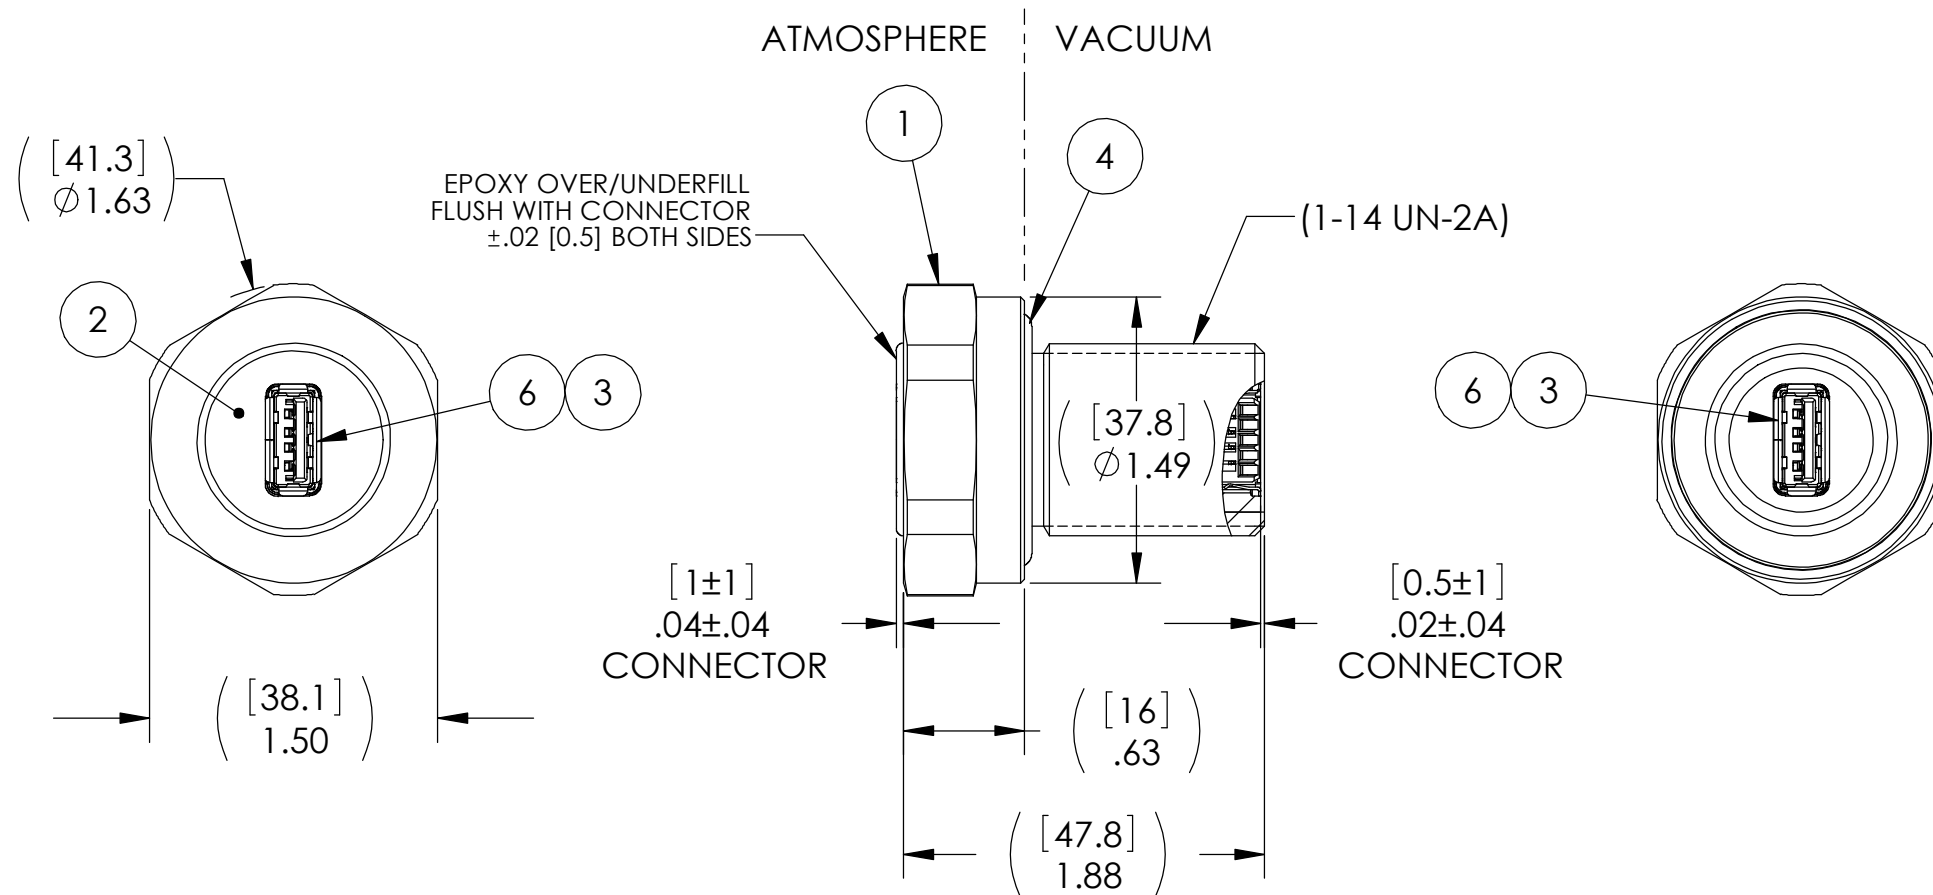 ATMOSPHERE VACUUM
1
4
([41.3]
Ø1.63)
EPOXY OVER/UNDERFILL
FLUSH WITH CONNECTOR
±.02 [0.5] BOTH SIDES
(1-14 UN-2A)
2
6 3
([37.8]
Ø1.49)
6 3
[1±1]
.04±.04
CONNECTOR
[0.5±1]
.02±.04
CONNECTOR
([38.1]
1.50)
([16]
.63)
([47.8]
1.88)